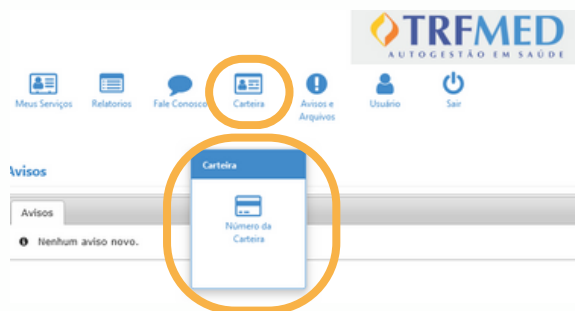 TRFMED
AUTOGESTÃO EM SAÚDE
Meus Serviços
Relatorios
Fale Conosco
Carteira
Avisos e
Arquivos
Usuário
Sair
Avisos
Carteira
Número da
Carteira
Avisos
Nenhum aviso novo.